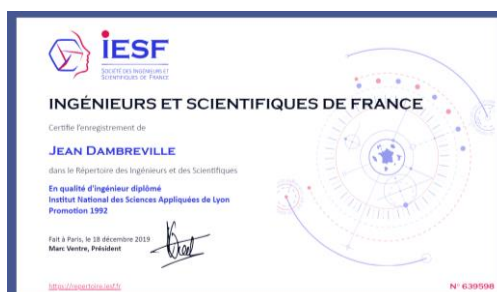 iESF
SOCIÉTÉ DES INGÉNIEURS ET
SCIENTIFIQUES DE FRANCE
INGÉNIEURS ET SCIENTIFIQUES DE FRANCE
Certifie l'enregistrement de
JEAN DAMBREVILLE
dans le Répertoire des Ingénieurs et des Scientifiques
En qualité d'ingénieur diplômé
Institut National des Sciences Appliquées de Lyon
Promotion 1992
Fait à Paris, le 18 décembre 2019
Marc Ventre, Président
https://repertoire.iesf.fr
N° 639598